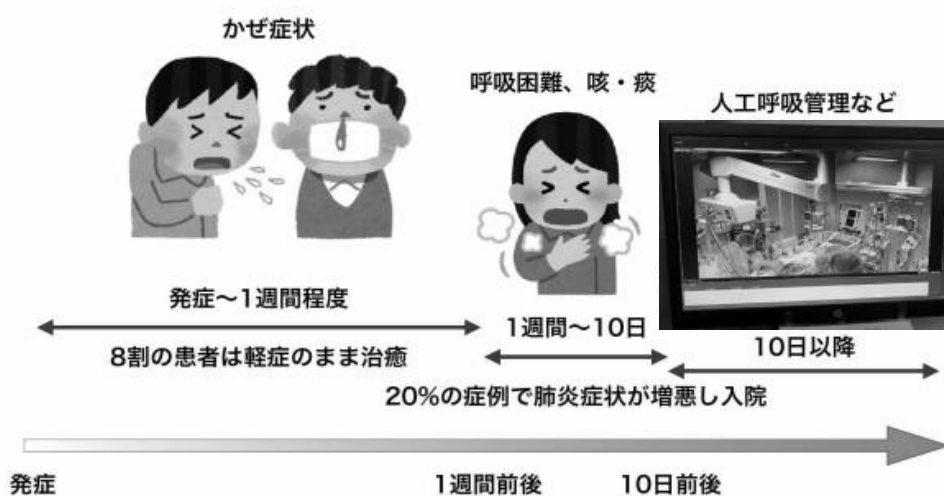 かぜ症状
呼吸困難、咳・痰
人工呼吸管理など
発症〜1週間程度
1週間〜10日
10日以降
8割の患者は軽症のまま治癒
20%の症例で肺炎症状が増悪し入院
発症
1週間前後
10日前後